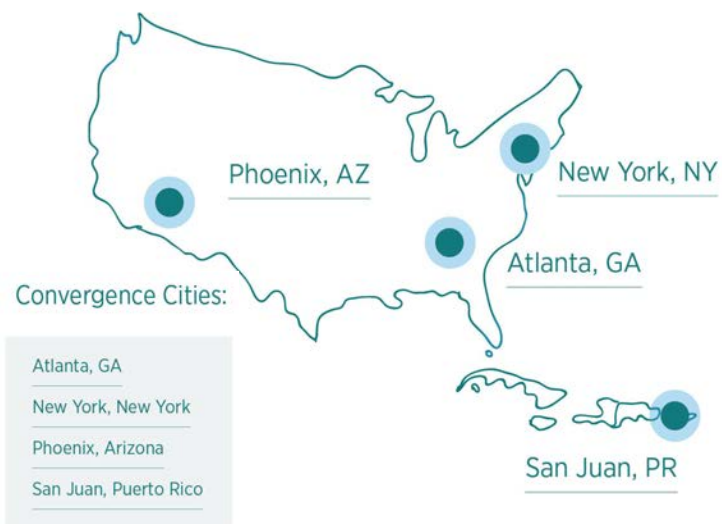 Phoenix, AZ
New York, NY
Atlanta, GA
Convergence Cities:
Atlanta, GA
New York, New York
Phoenix, Arizona
San Juan, Puerto Rico
San Juan, PR